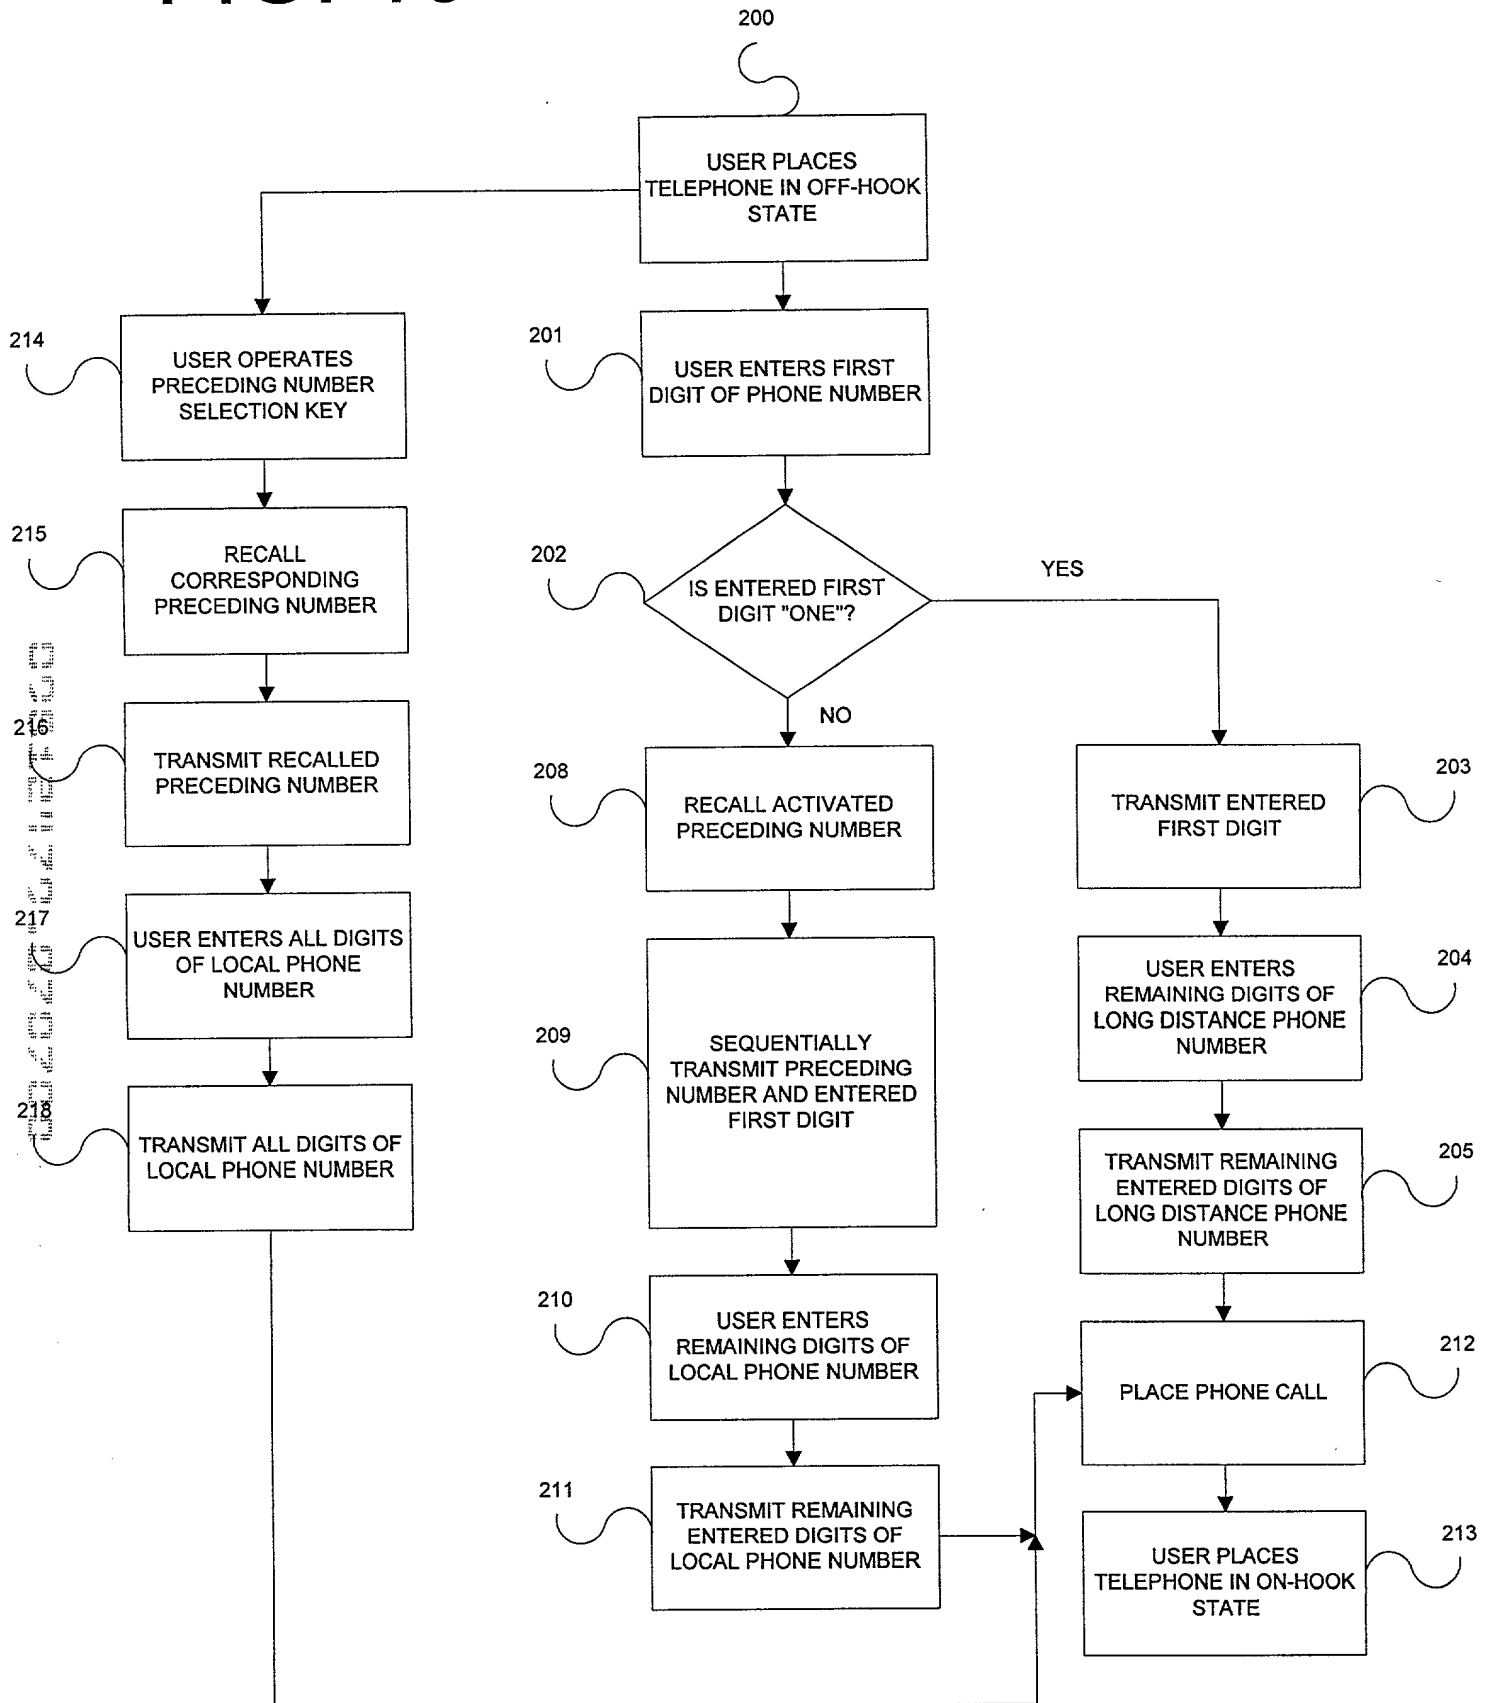 200
USER PLACES
TELEPHONE IN OFF-HOOK
STATE
214
USER OPERATES
PRECEDING NUMBER
SELECTION KEY
201
USER ENTERS FIRST
DIGIT OF PHONE NUMBER
215
RECALL
CORRESPONDING
PRECEDING NUMBER
202
IS ENTERED FIRST
DIGIT "ONE"?
YES
NO
216
TRANSMIT RECALLED
PRECEDING NUMBER
208
RECALL ACTIVATED
PRECEDING NUMBER
203
TRANSMIT ENTERED
FIRST DIGIT
217
USER ENTERS ALL DIGITS
OF LOCAL PHONE
NUMBER
204
USER ENTERS
REMAINING DIGITS OF
LONG DISTANCE PHONE
NUMBER
209
SEQUENTIALLY
TRANSMIT PRECEDING
NUMBER AND ENTERED
FIRST DIGIT
218
TRANSMIT ALL DIGITS OF
LOCAL PHONE NUMBER
205
TRANSMIT REMAINING
ENTERED DIGITS OF
LONG DISTANCE PHONE
NUMBER
210
USER ENTERS
REMAINING DIGITS OF
LOCAL PHONE NUMBER
212
PLACE PHONE CALL
211
TRANSMIT REMAINING
ENTERED DIGITS OF
LOCAL PHONE NUMBER
213
USER PLACES
TELEPHONE IN ON-HOOK
STATE